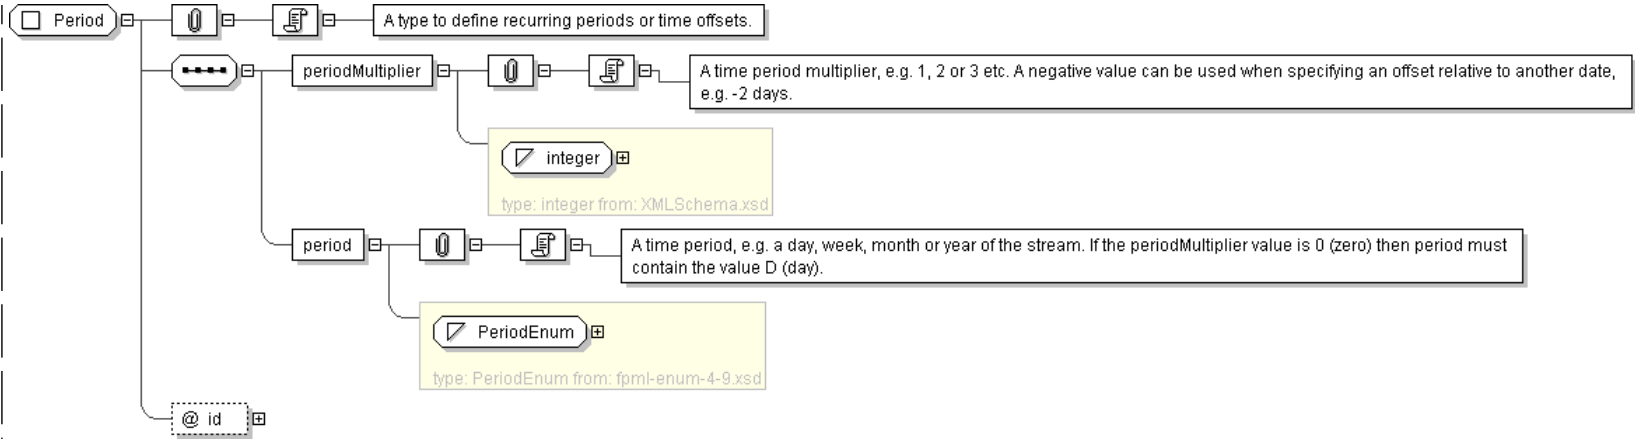 Period
A type to define recurring periods or time offsets.
periodMultiplier
A time period multiplier, e.g. 1, 2 or 3 etc. A negative value can be used when specifying an offset relative to another date,
e.g. -2 days.
integer
type: integer from: XMLSchema.xsd
period
A time period, e.g. a day, week, month or year of the stream. If the periodMultiplier value is 0 (zero) then period must
contain the value D (day).
PeriodEnum
type: PeriodEnum from: fpml-enum-4-9.xsd
@ id